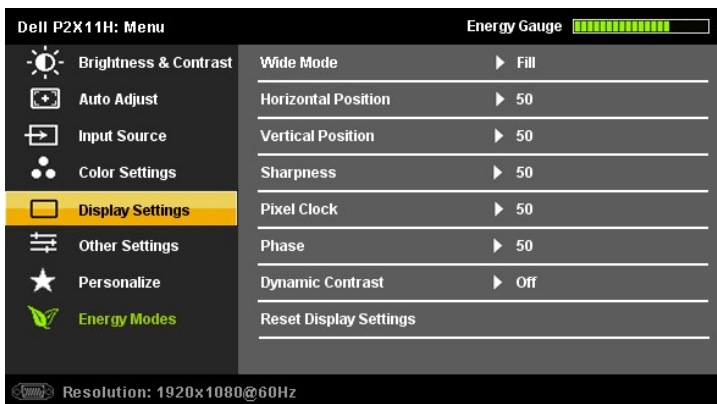 Dell P2X11H: Menu Energy Gauge
Brightness & Contrast Wide Mode Fill
Auto Adjust Horizontal Position 50
Input Source Vertical Position 50
Color Settings Sharpness 50
Display Settings Pixel Clock 50
Other Settings Phase 50
Personalize Dynamic Contrast Off
Energy Modes Reset Display Settings
Resolution: 1920x1080@60Hz